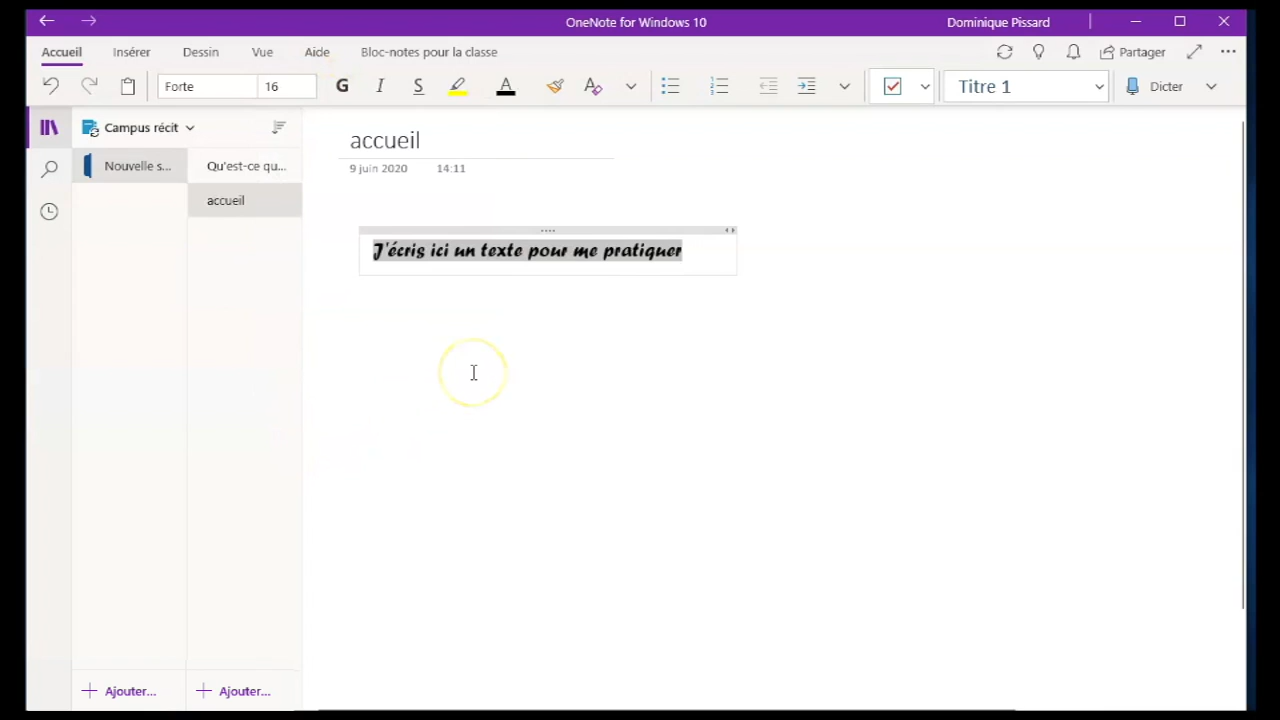 OneNote for Windows 10
Dominique Pissard
Accueil Insérer Dessin Vue Aide Bloc-notes pour la classe Partager
Forte 16 G I S A A Titre 1 Dicter
Campus récit
Nouvelle s...
Qu'est-ce qu...
accueil
accueil
9 juin 2020 14:11
J'écris ici un texte pour me pratiquer
Ajouter... Ajouter...